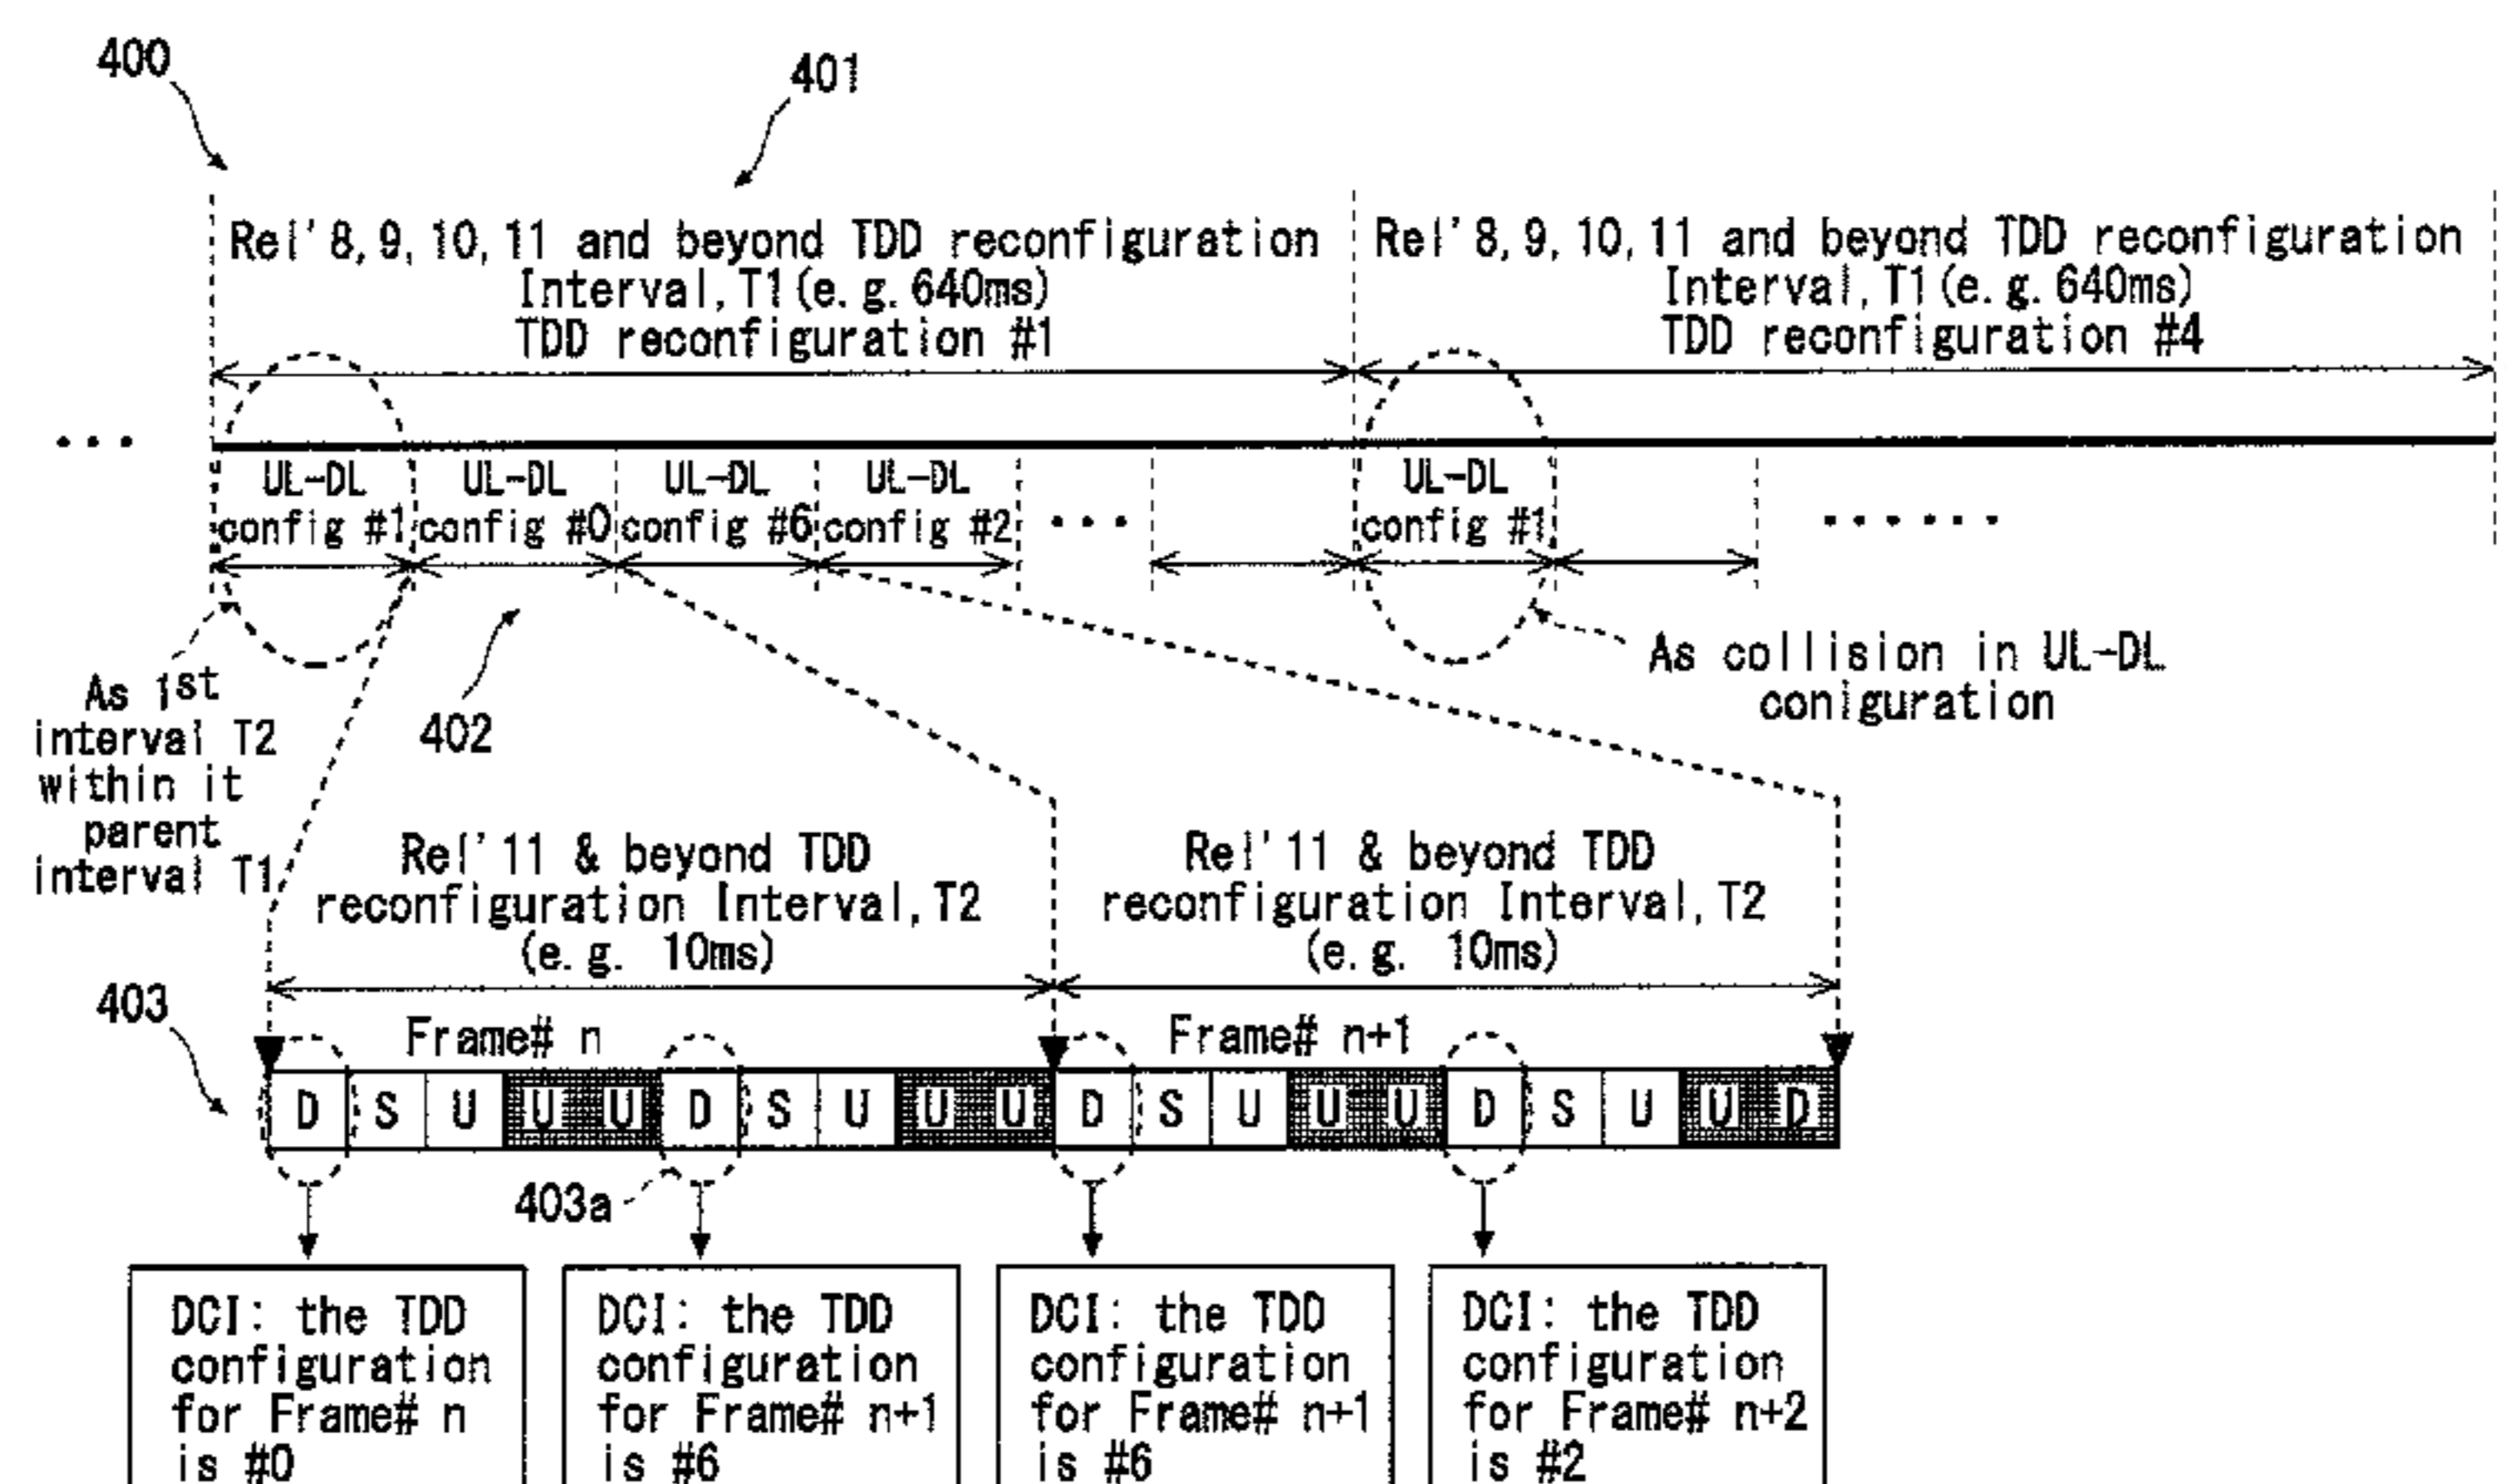 400
401
Rel'8,9,10,11 and beyond TDD reconfiguration
Interval,T1(e.g.640ms)
TDD reconfiguration #1
Rel'8,9,10,11 and beyond TDD reconfiguration
Interval,T1(e.g.640ms)
TDD reconfiguration #4
UL-DL
config #1
UL-DL
config #0
UL-DL
config #6
UL-DL
config #2
UL-DL
config #1
As 1st
interval T2
within it
parent
interval T1
402
As collision in UL-DL
coniguration
Rel'11 & beyond TDD
reconfiguration Interval,T2
(e.g. 10ms)
Rel'11 & beyond TDD
reconfiguration Interval,T2
(e.g. 10ms)
403
Frame# n
Frame# n+1
D S U U U D S U U U D S U U U D S U U D
403a
DCI: the TDD
configuration
for Frame# n
is #0
DCI: the TDD
configuration
for Frame# n+1
is #6
DCI: the TDD
configuration
for Frame# n+1
is #6
DCI: the TDD
configuration
for Frame# n+2
is #2